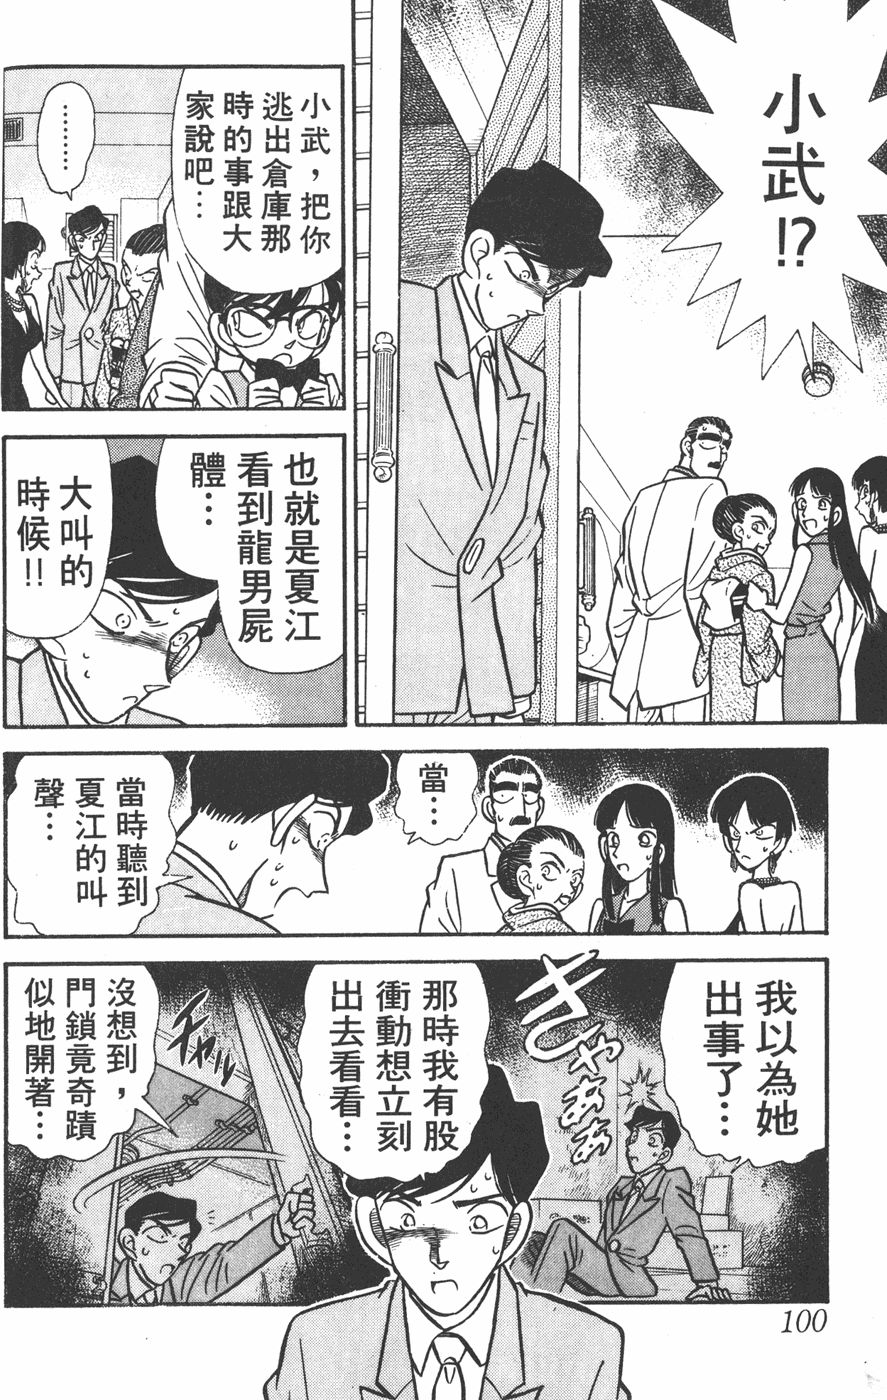 小武!?
小武，把你
逃出倉庫那
時的事跟大
家說吧…
………
也就是夏江
看到龍男屍
體…
大叫的
時候!!
當…
當時聽到
夏江的叫
聲…
我以為她
出事了…
きゃあああ
那時我有股
衝動想立刻
出去看看…
沒想到，
門鎖竟奇蹟
似地開著…
100